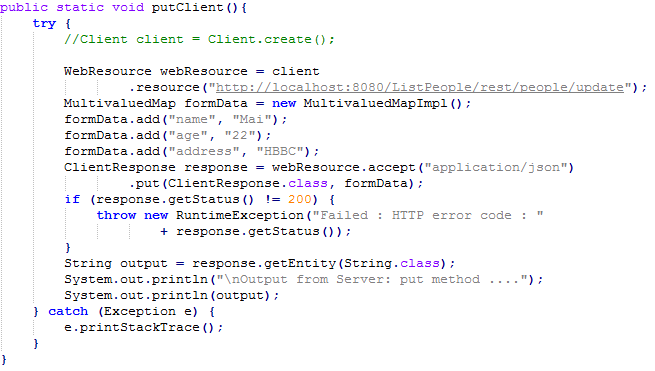 public static void putClient(){
    try {
        //Client client = Client.create();

        WebResource webResource = client
                .resource("http://localhost:8080/ListPeople/rest/people/update");
        MultivaluedMap formData = new MultivaluedMapImpl();
        formData.add("name", "Mai");
        formData.add("age", "22");
        formData.add("address", "HBBC");
        ClientResponse response = webResource.accept("application/json")
                .put(ClientResponse.class, formData);
        if (response.getStatus() != 200) {
            throw new RuntimeException("Failed : HTTP error code : "
                    + response.getStatus());
        }
        String output = response.getEntity(String.class);
        System.out.println("\nOutput from Server: put method ....");
        System.out.println(output);
    } catch (Exception e) {
        e.printStackTrace();
    }
}